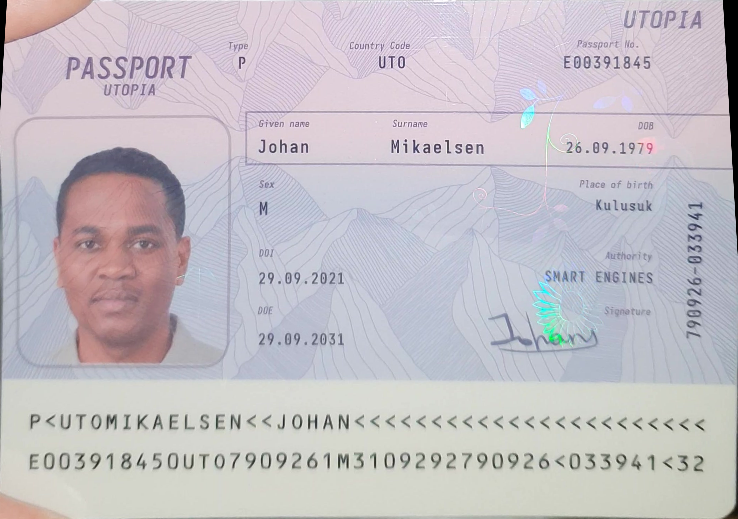 UTOPIA
PASSPORT
UTOPIA
Type
P
Country Code
UTO
Passport No.
E00391845
Given name
Johan
Surname
Mikaelsen
DOB
26.09.1979
Sex
M
Place of birth
Kulusuk
DOI
29.09.2021
Authority
SMART ENGINES
DOE
29.09.2031
Signature
Johans
790926-033941
P<UTOMIKAELSEN<<JOHAN<<<<<<<<<<<<<<<<<<<<<<<
E003918450UTO7909261M3109292790926<033941<32